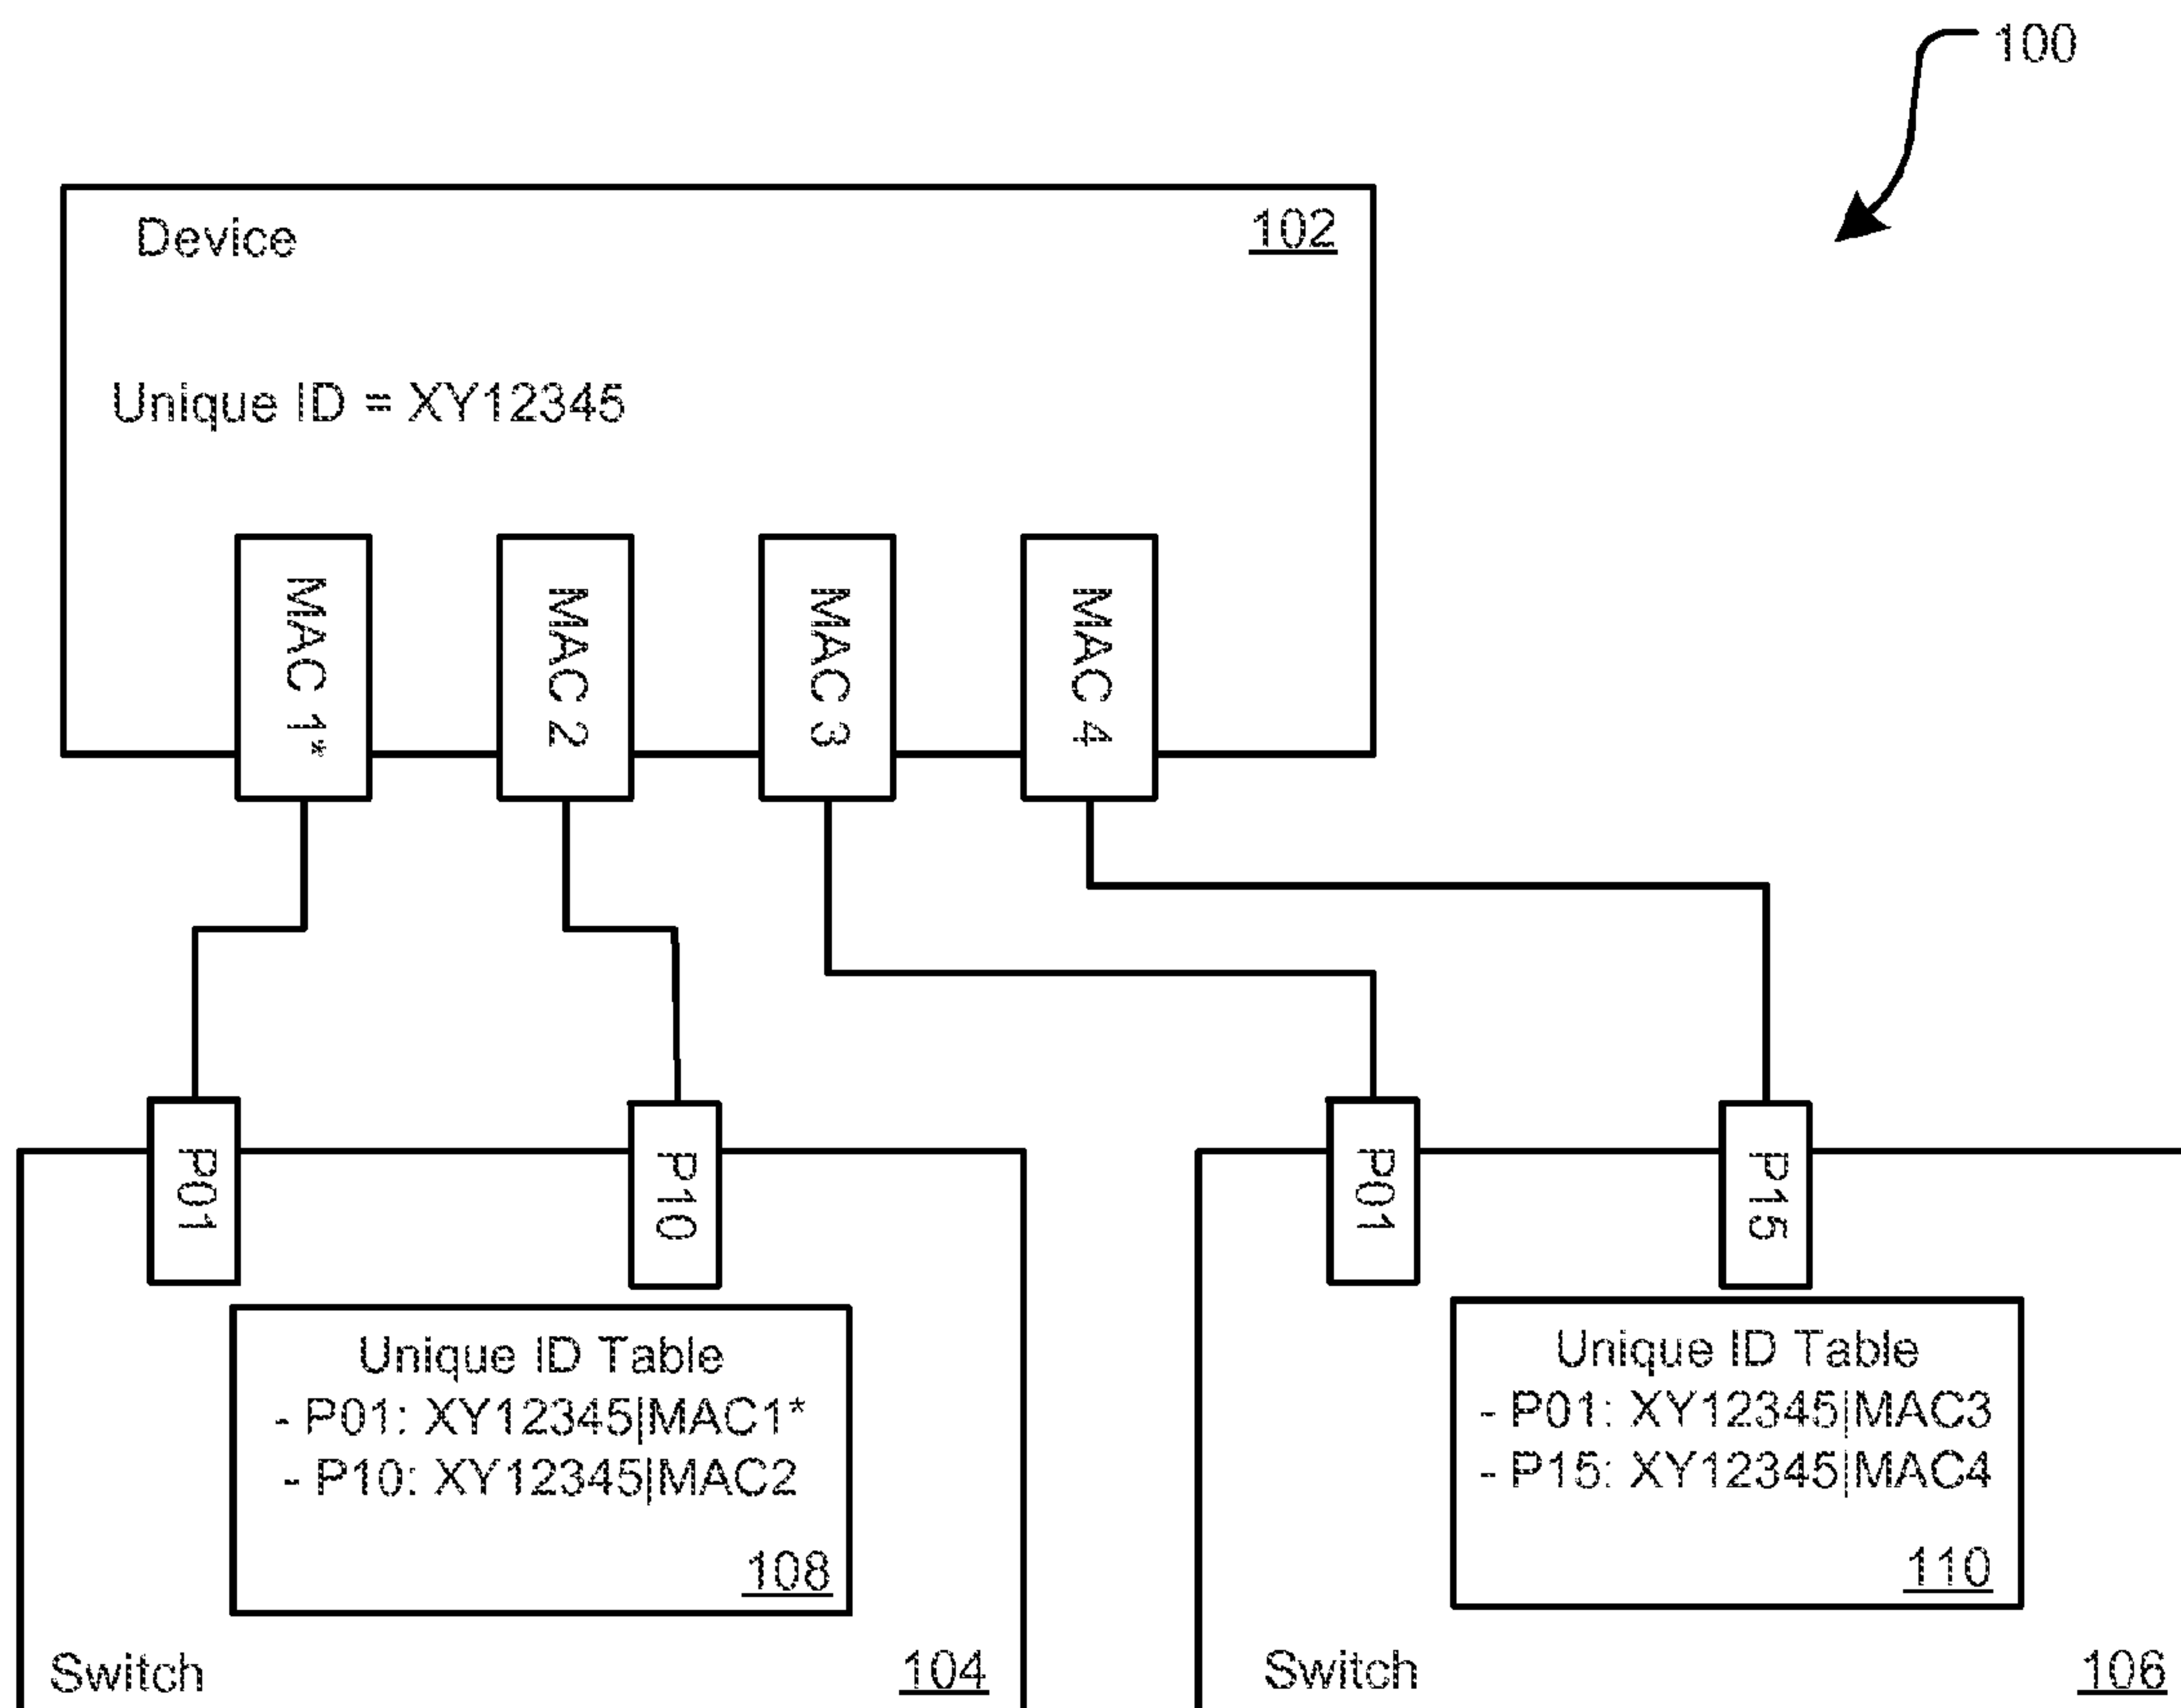 100
Device
102
Unique ID = XY12345
MAC 1*
MAC 2
MAC 3
MAC 4
P01
P10
P01
P15
Unique ID Table
- P01: XY12345|MAC1*
- P10: XY12345|MAC2
108
Switch
104
Unique ID Table
- P01: XY12345|MAC3
- P15: XY12345|MAC4
110
Switch
106